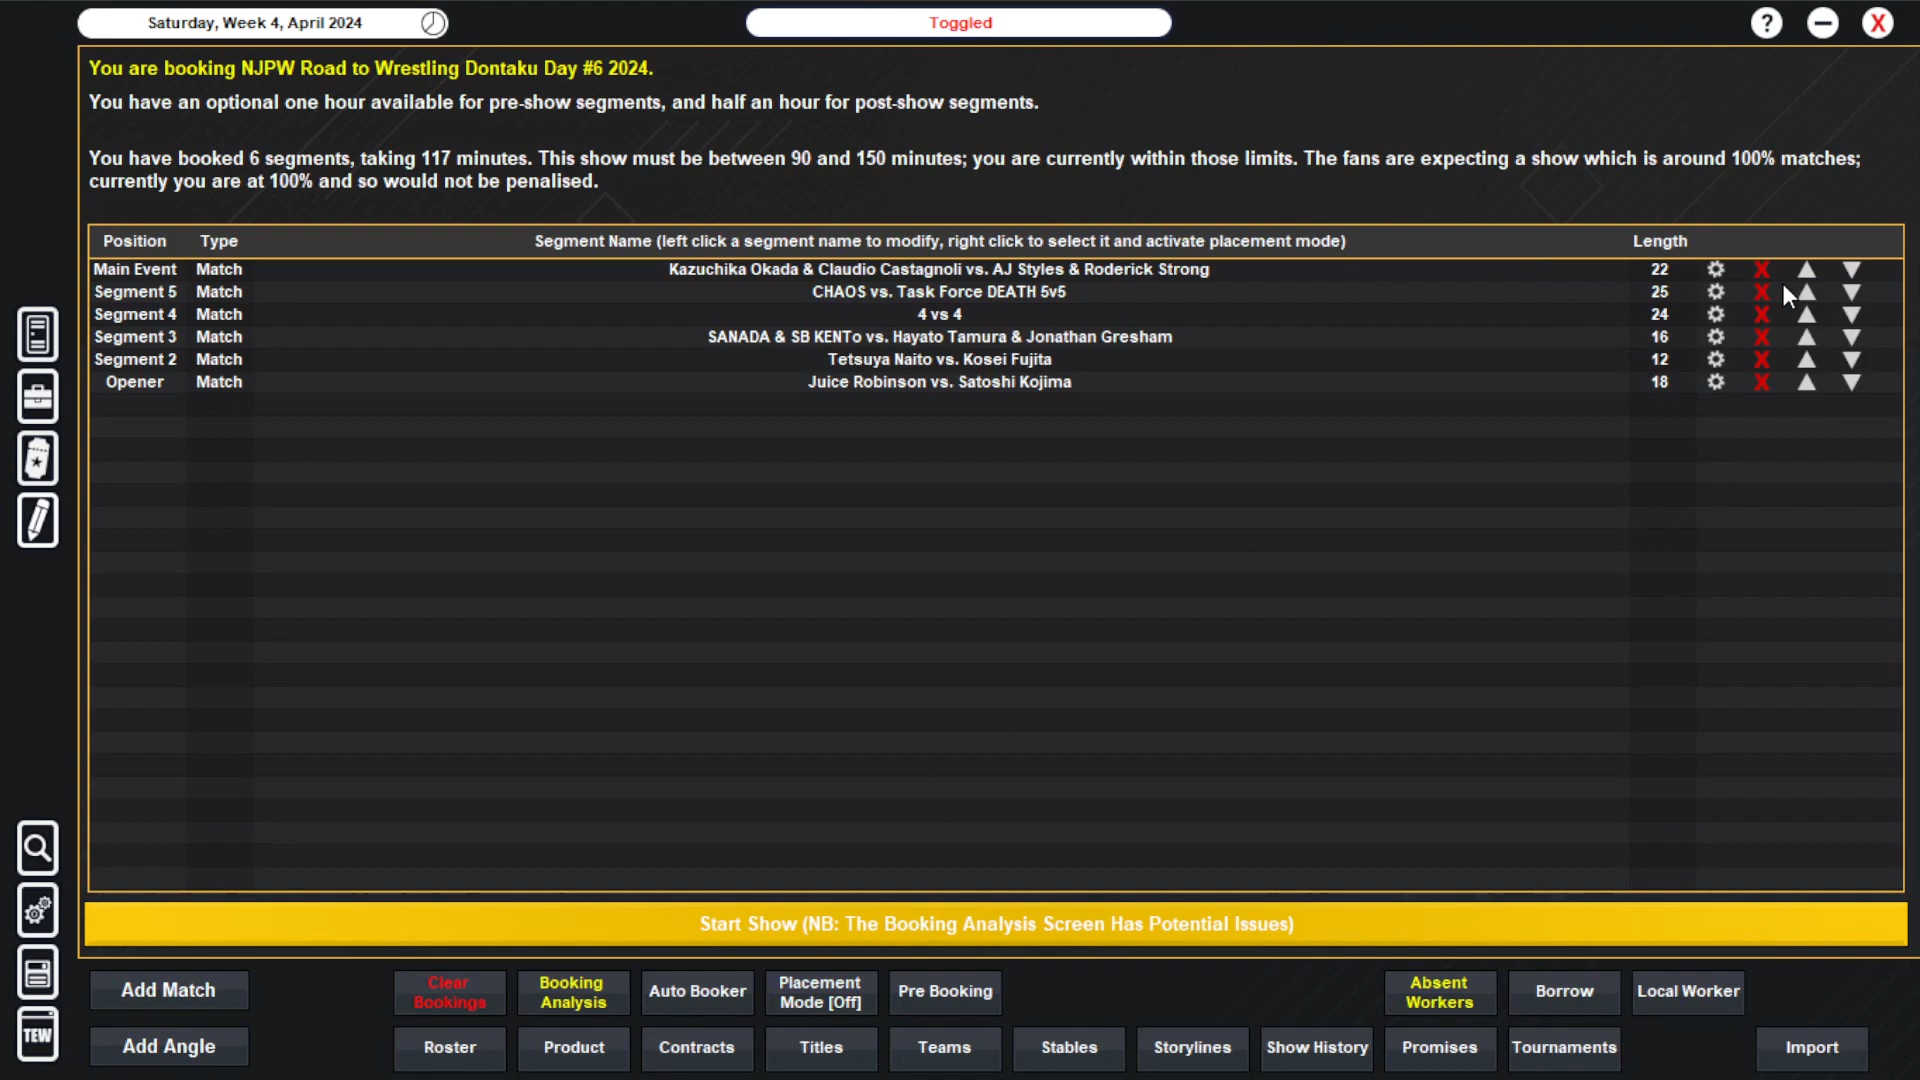 Saturday, Week 4, April 2024
Toggled
?
X
You are booking NJPW Road to Wrestling Dontaku Day #6 2024.
You have an optional one hour available for pre-show segments, and half an hour for post-show segments.
You have booked 6 segments, taking 117 minutes. This show must be between 90 and 150 minutes; you are currently within those limits. The fans are expecting a show which is around 100% matches;
currently you are at 100% and so would not be penalised.
Position Type Segment Name (left click a segment name to modify, right click to select it and activate placement mode) Length
Main Event Match Kazuchika Okada & Claudio Castagnoli vs. AJ Styles & Roderick Strong 22 X
Segment 5 Match CHAOS vs. Task Force DEATH 5v5 25 X
Segment 4 Match 4 vs 4 24 X
Segment 3 Match SANADA & SB KENTo vs. Hayato Tamura & Jonathan Gresham 16 X
Segment 2 Match Tetsuya Naito vs. Kosei Fujita 12 X
Opener Match Juice Robinson vs. Satoshi Kojima 18 X
Start Show (NB: The Booking Analysis Screen Has Potential Issues)
Add Match
Clear
Bookings
Booking
Analysis
Auto Booker
Placement
Mode [Off]
Pre Booking
Absent
Workers
Borrow
Local Worker
TEW
Add Angle
Roster
Product
Contracts
Titles
Teams
Stables
Storylines
Show History
Promises
Tournaments
Import